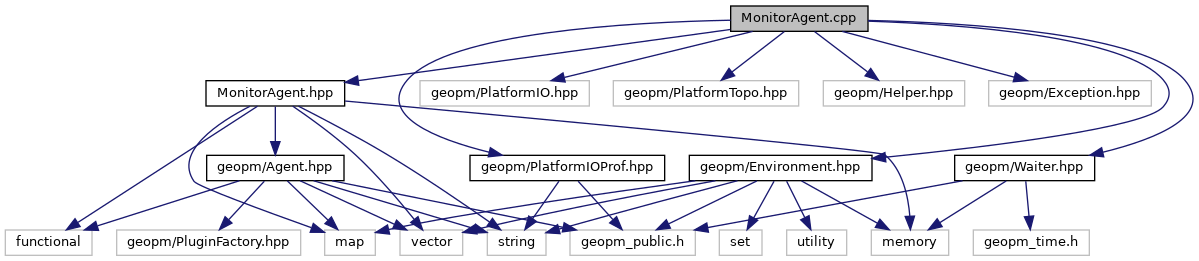 MonitorAgent.cpp
MonitorAgent.hpp
geopm/PlatformIO.hpp
geopm/PlatformTopo.hpp
geopm/Helper.hpp
geopm/Exception.hpp
geopm/Agent.hpp
geopm/PlatformIOProf.hpp
geopm/Environment.hpp
geopm/Waiter.hpp
functional
geopm/PluginFactory.hpp
map
vector
string
geopm_public.h
set
utility
memory
geopm_time.h